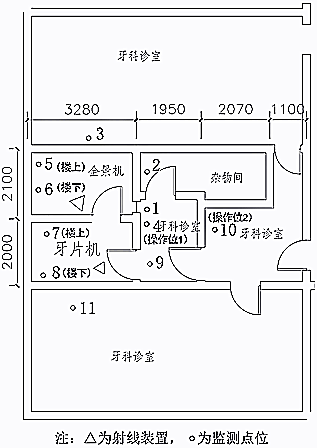 牙科诊室
3280
1950
2070
1100
3
2100
5
(楼上)
全景机
6
(楼下)
2
杂物间
2000
7
(楼上)
牙片机
8
(楼下)
1
4
牙科诊室
(操作位1)
9
(操作位2)
10
牙科诊室
11
牙科诊室
注：△为射线装置，o为监测点位